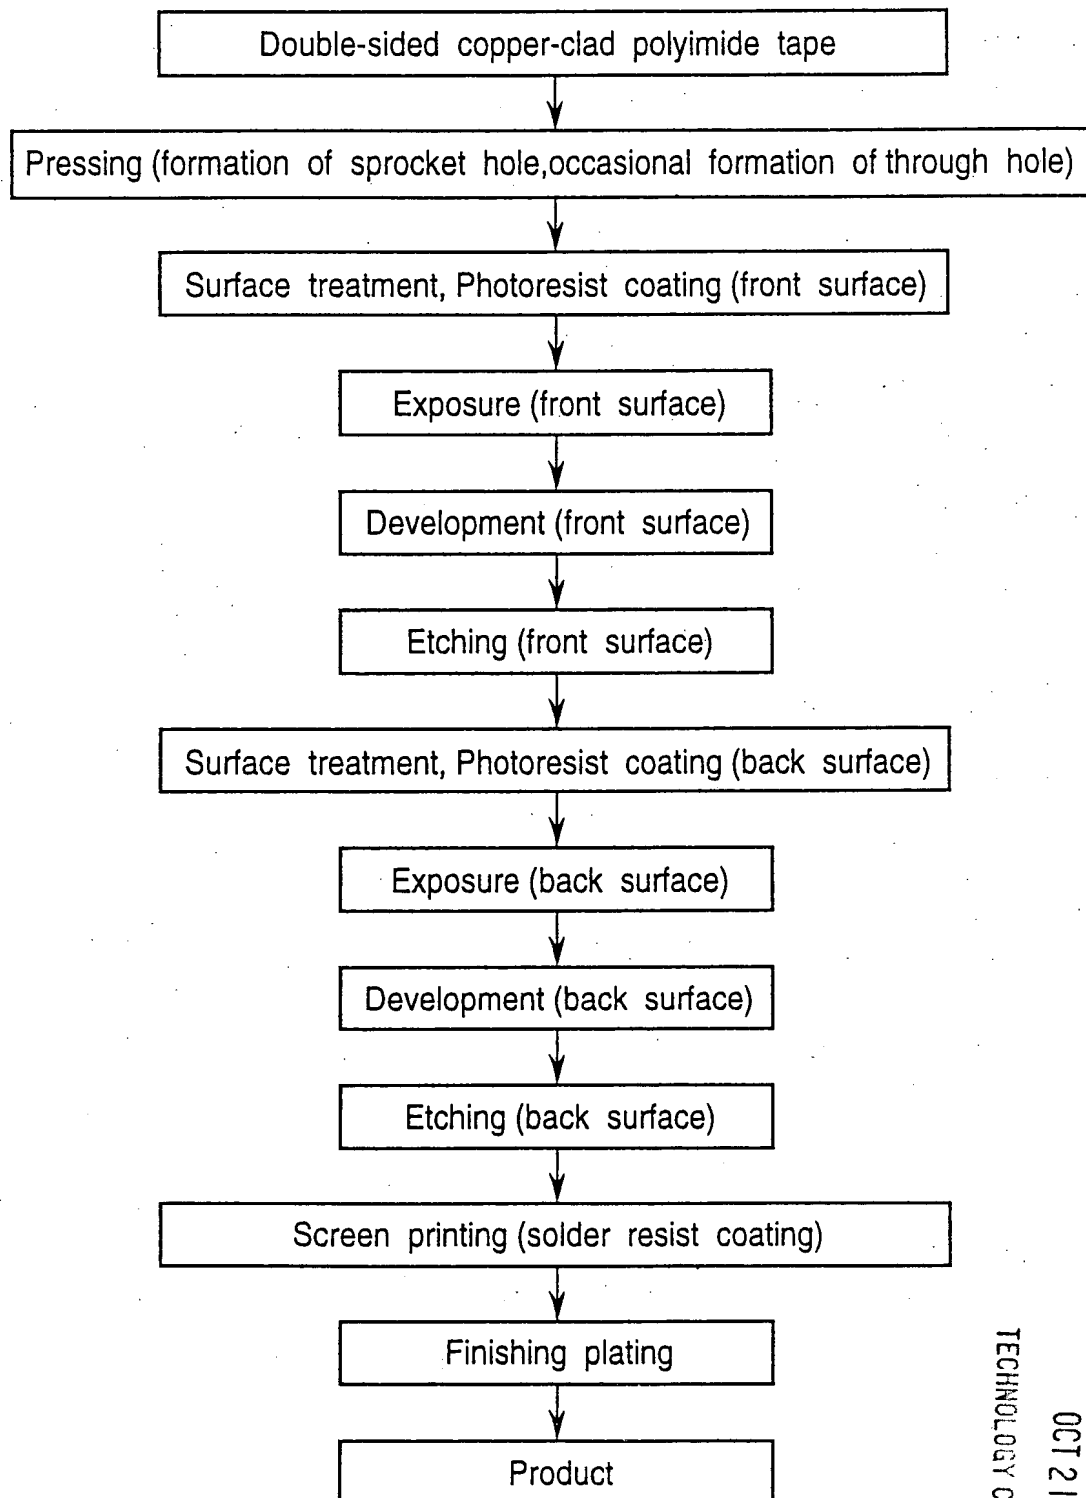 Double-sided copper-clad polyimide tape
Pressing (formation of sprocket hole,occasional formation of through hole)
Surface treatment, Photoresist coating (front surface)
Exposure (front surface)
Development (front surface)
Etching (front surface)
Surface treatment, Photoresist coating (back surface)
Exposure (back surface)
Development (back surface)
Etching (back surface)
Screen printing (solder resist coating)
Finishing plating
Product
OCT 21
TECHNOLOGY C